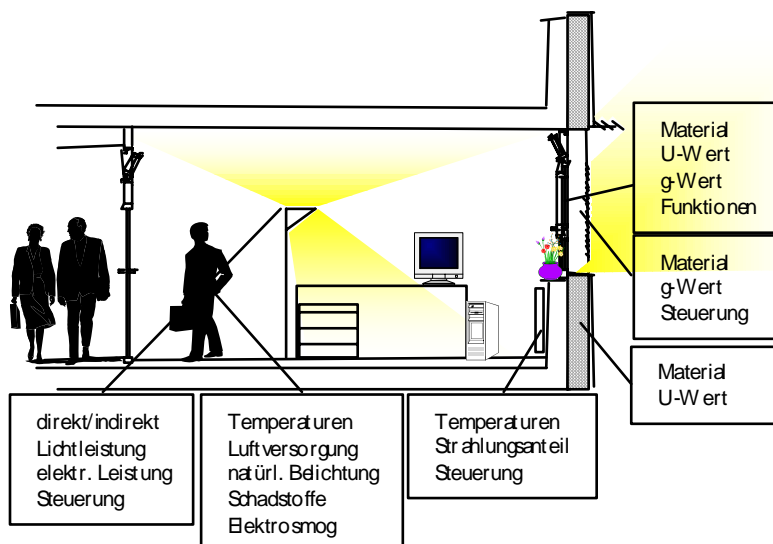 Material
U-Wert
g-Wert
Funktionen
Material
g-Wert
Steuerung
Material
U-Wert
direkt/indirekt
Lichtleistung
elektr. Leistung
Steuerung
Temperaturen
Luftversorgung
natürl. Belichtung
Schadstoffe
Elektrosmog
Temperaturen
Strahlungsanteil
Steuerung